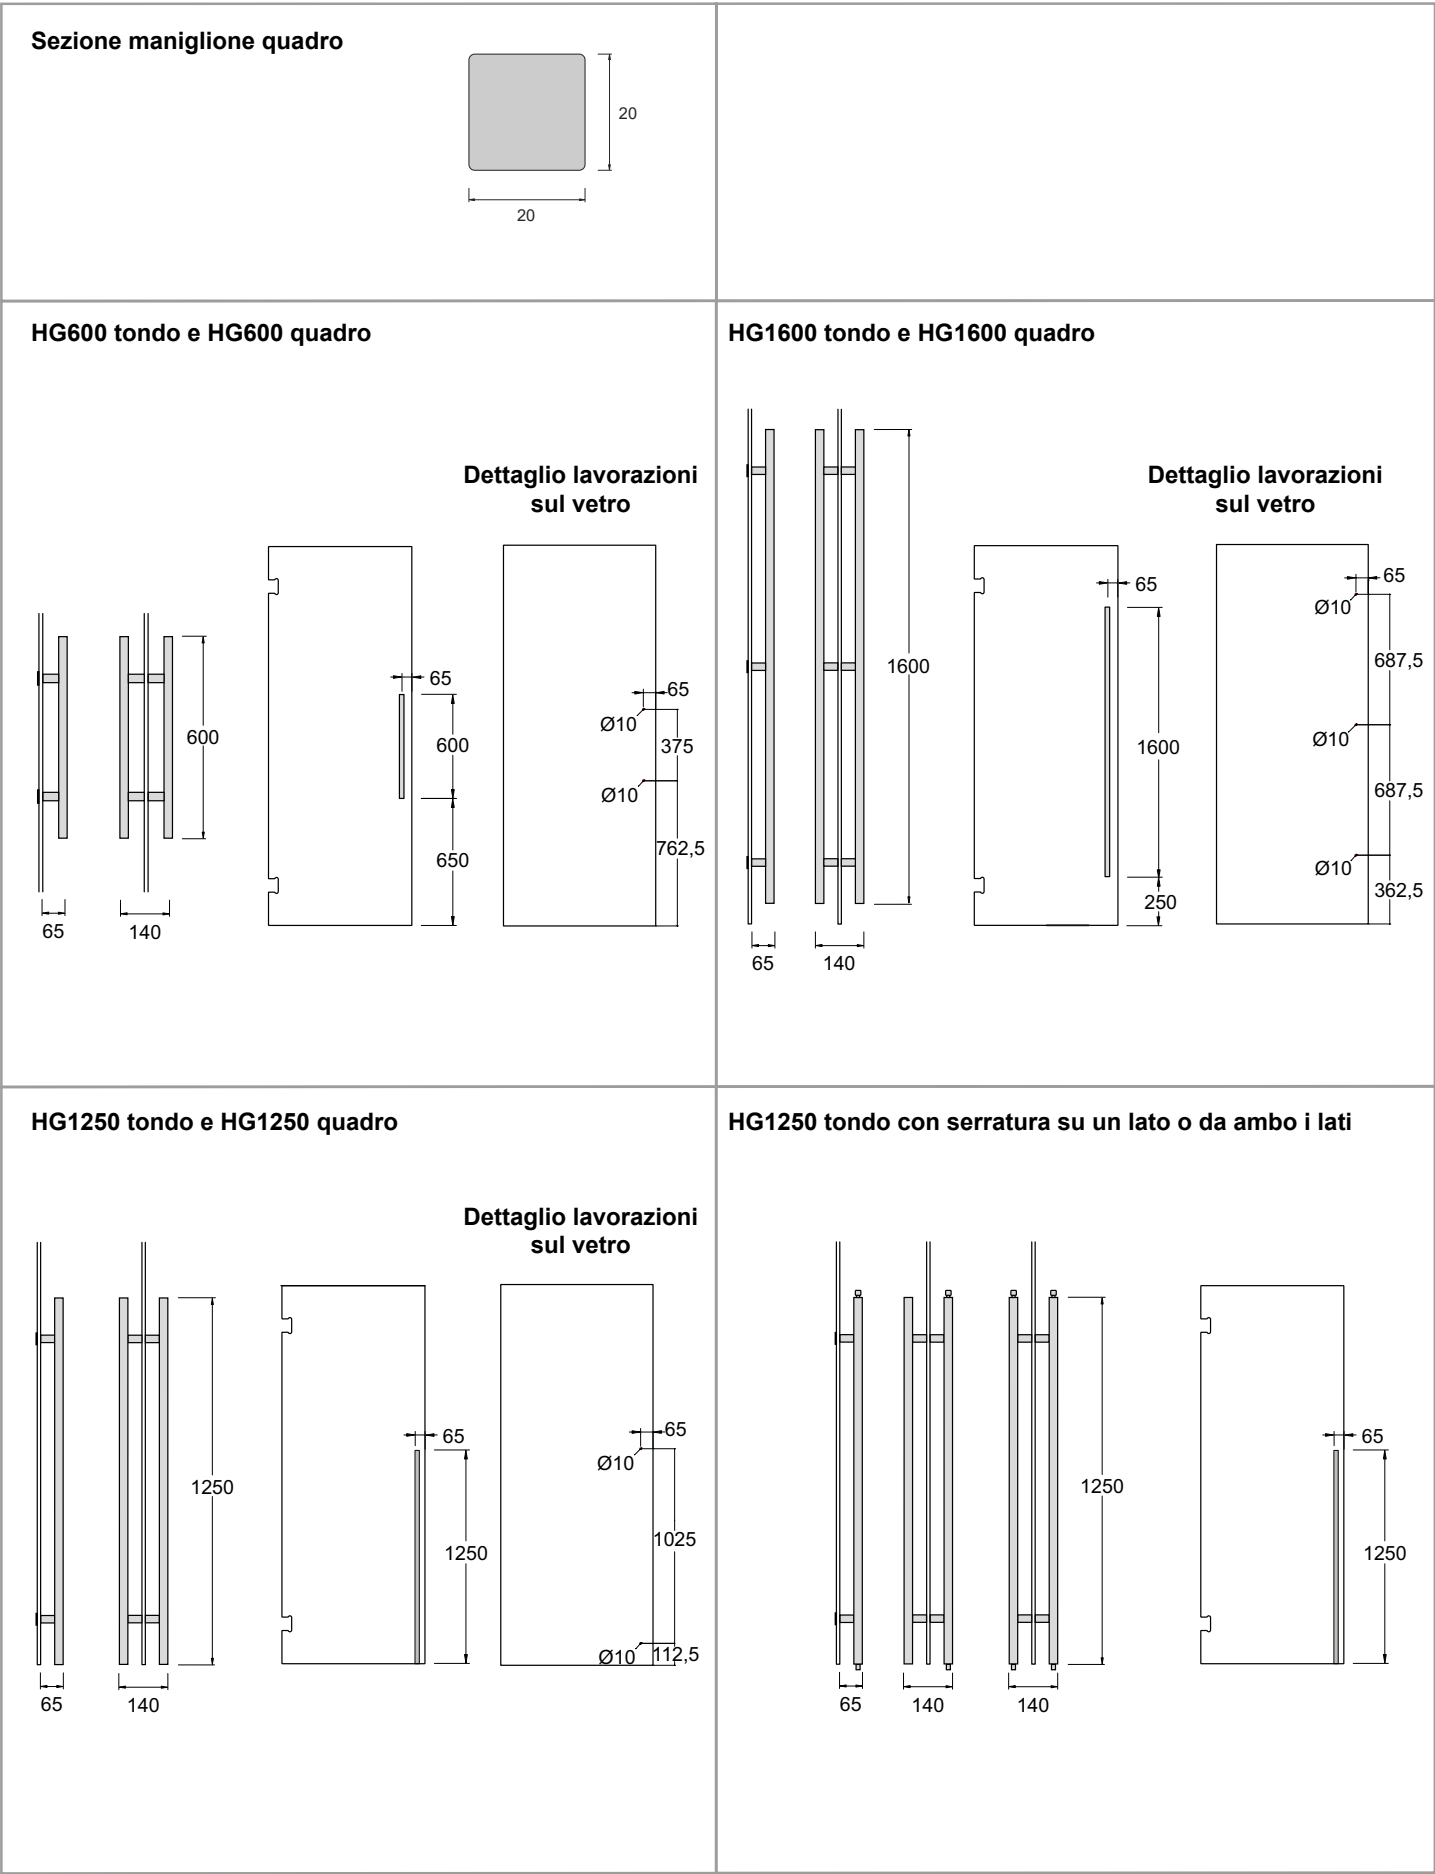 Sezione maniglione quadro
20
20
HG600 tondo e HG600 quadro
Dettaglio lavorazioni
sul vetro
65
65
Ø10
600
600
375
Ø10
762,5
650
65
140
HG1600 tondo e HG1600 quadro
Dettaglio lavorazioni
sul vetro
65
65
Ø10
1600
687,5
Ø10
1600
687,5
Ø10
362,5
250
65
140
HG1250 tondo e HG1250 quadro
Dettaglio lavorazioni
sul vetro
65
65
Ø10
1250
1025
1250
Ø10
112,5
65
140
HG1250 tondo con serratura su un lato o da ambo i lati
65
1250
1250
65
140
140